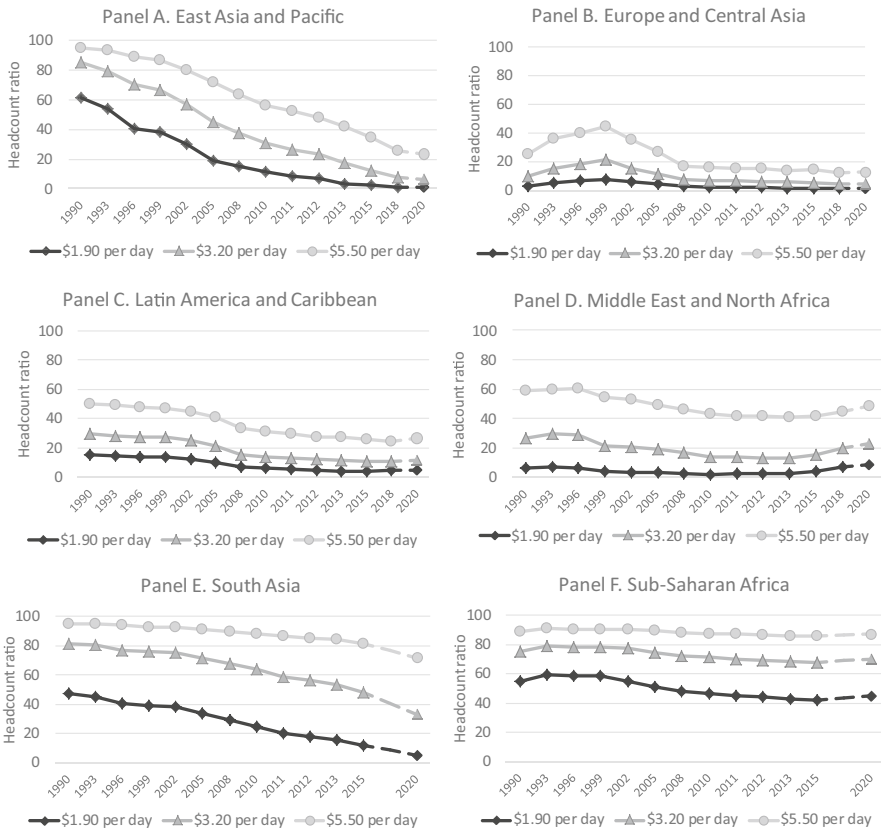 Panel A. East Asia and Pacific
Headcount ratio
100
80
60
40
20
0
1990 1993 1996 1999 2002 2005 2008 2010 2011 2012 2013 2015 2018 2020
$1.90 per day $3.20 per day $5.50 per day
Panel B. Europe and Central Asia
Headcount ratio
100
80
60
40
20
0
1990 1993 1996 1999 2002 2005 2008 2010 2011 2012 2013 2015 2018 2020
$1.90 per day $3.20 per day $5.50 per day
Panel C. Latin America and Caribbean
Headcount ratio
100
80
60
40
20
0
1990 1993 1996 1999 2002 2005 2008 2010 2011 2012 2013 2015 2018 2020
$1.90 per day $3.20 per day $5.50 per day
Panel D. Middle East and North Africa
Headcount ratio
100
80
60
40
20
0
1990 1993 1996 1999 2002 2005 2008 2010 2011 2012 2013 2015 2018 2020
$1.90 per day $3.20 per day $5.50 per day
Panel E. South Asia
Headcount ratio
100
80
60
40
20
0
1990 1993 1996 1999 2002 2005 2008 2010 2011 2012 2013 2015 2020
$1.90 per day $3.20 per day $5.50 per day
Panel F. Sub-Saharan Africa
Headcount ratio
100
80
60
40
20
0
1990 1993 1996 1999 2002 2005 2008 2010 2011 2012 2013 2015 2020
$1.90 per day $3.20 per day $5.50 per day